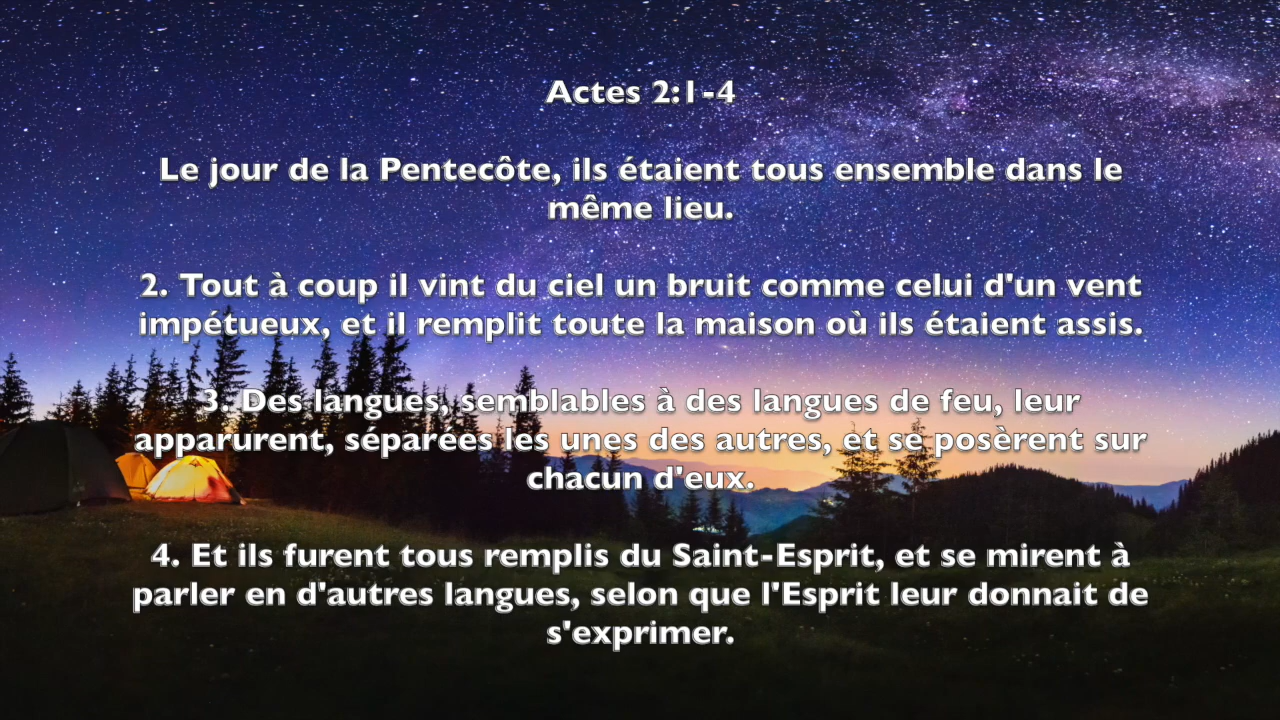 Actes 2:1-4
Le jour de la Pentecôte, ils étaient tous ensemble dans le
même lieu.
2. Tout à coup il vint du ciel un bruit comme celui d'un vent
impétueux, et il remplit toute la maison où ils étaient assis.
3. Des langues, semblables à des langues de feu, leur
apparurent, séparées les unes des autres, et se posèrent sur
chacun d'eux.
4. Et ils furent tous remplis du Saint-Esprit, et se mirent à
parler en d'autres langues, selon que l'Esprit leur donnait de
s'exprimer.